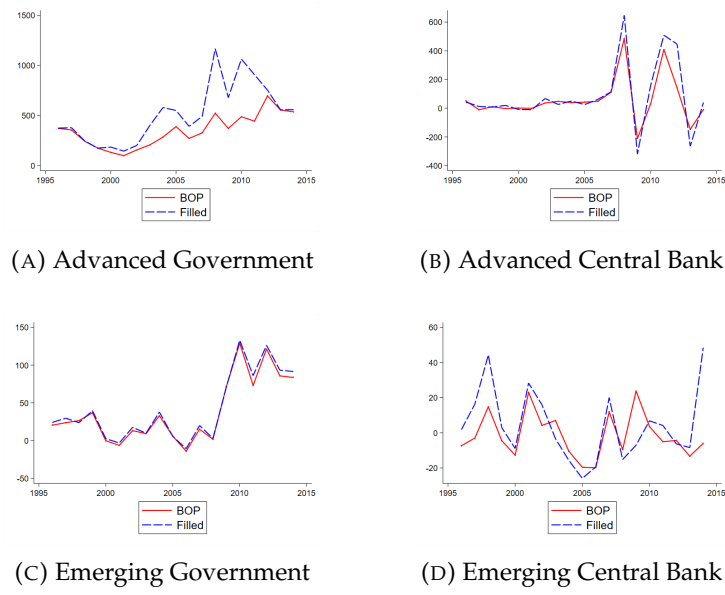 1500
1000
500
0
1995 2000 2005 2010 2015
BOP
Filled
(A) Advanced Government
600
400
200
0
-200
-400
1995 2000 2005 2010 2015
BOP
Filled
(B) Advanced Central Bank
150
100
50
0
-50
1995 2000 2005 2010 2015
BOP
Filled
(C) Emerging Government
60
40
20
0
-20
1995 2000 2005 2010 2015
BOP
Filled
(D) Emerging Central Bank